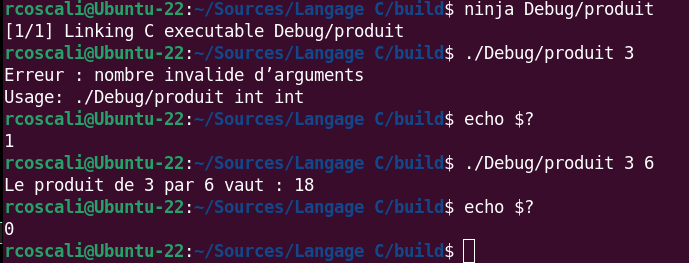 rcoscali@Ubuntu-22:~/Sources/Langage C/build$ ninja Debug/produit
[1/1] Linking C executable Debug/produit
rcoscali@Ubuntu-22:~/Sources/Langage C/build$ ./Debug/produit 3
Erreur : nombre invalide d’arguments
Usage: ./Debug/produit int int
rcoscali@Ubuntu-22:~/Sources/Langage C/build$ echo $?
1
rcoscali@Ubuntu-22:~/Sources/Langage C/build$ ./Debug/produit 3 6
Le produit de 3 par 6 vaut : 18
rcoscali@Ubuntu-22:~/Sources/Langage C/build$ echo $?
0
rcoscali@Ubuntu-22:~/Sources/Langage C/build$